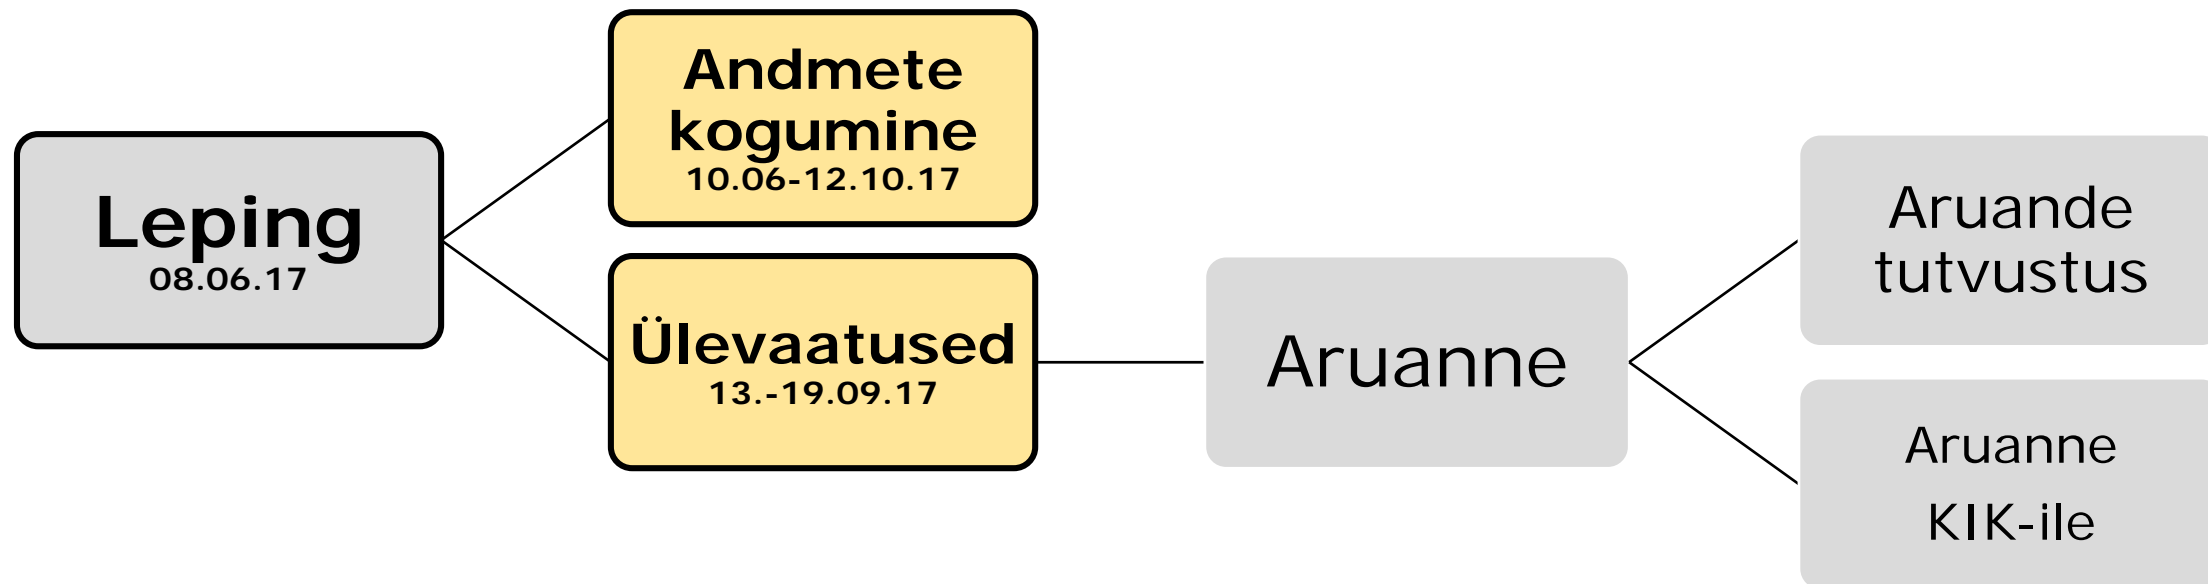 Leping
08.06.17
Andmete
kogumine
10.06-12.10.17
Ülevaatused
13.-19.09.17
Aruanne
Aruande
tutvustus
Aruanne
KIK-ile